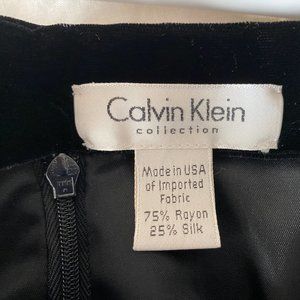 Calvin Klein
collection
Made in USA
of Imported
Fabric
75% Rayon
25% Silk